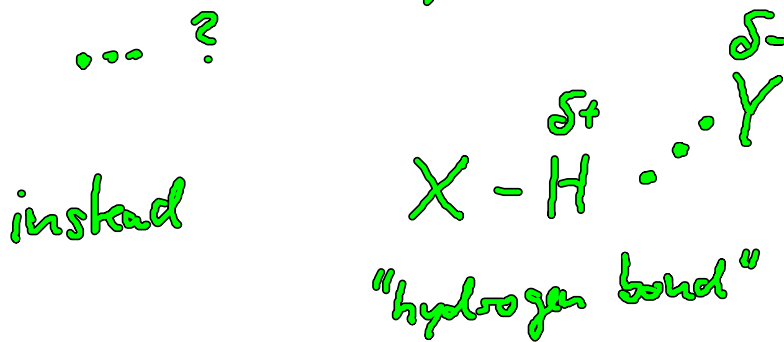 ... ?
δ-
δ+
X - H ... Y
instead
"hydrogen bond"